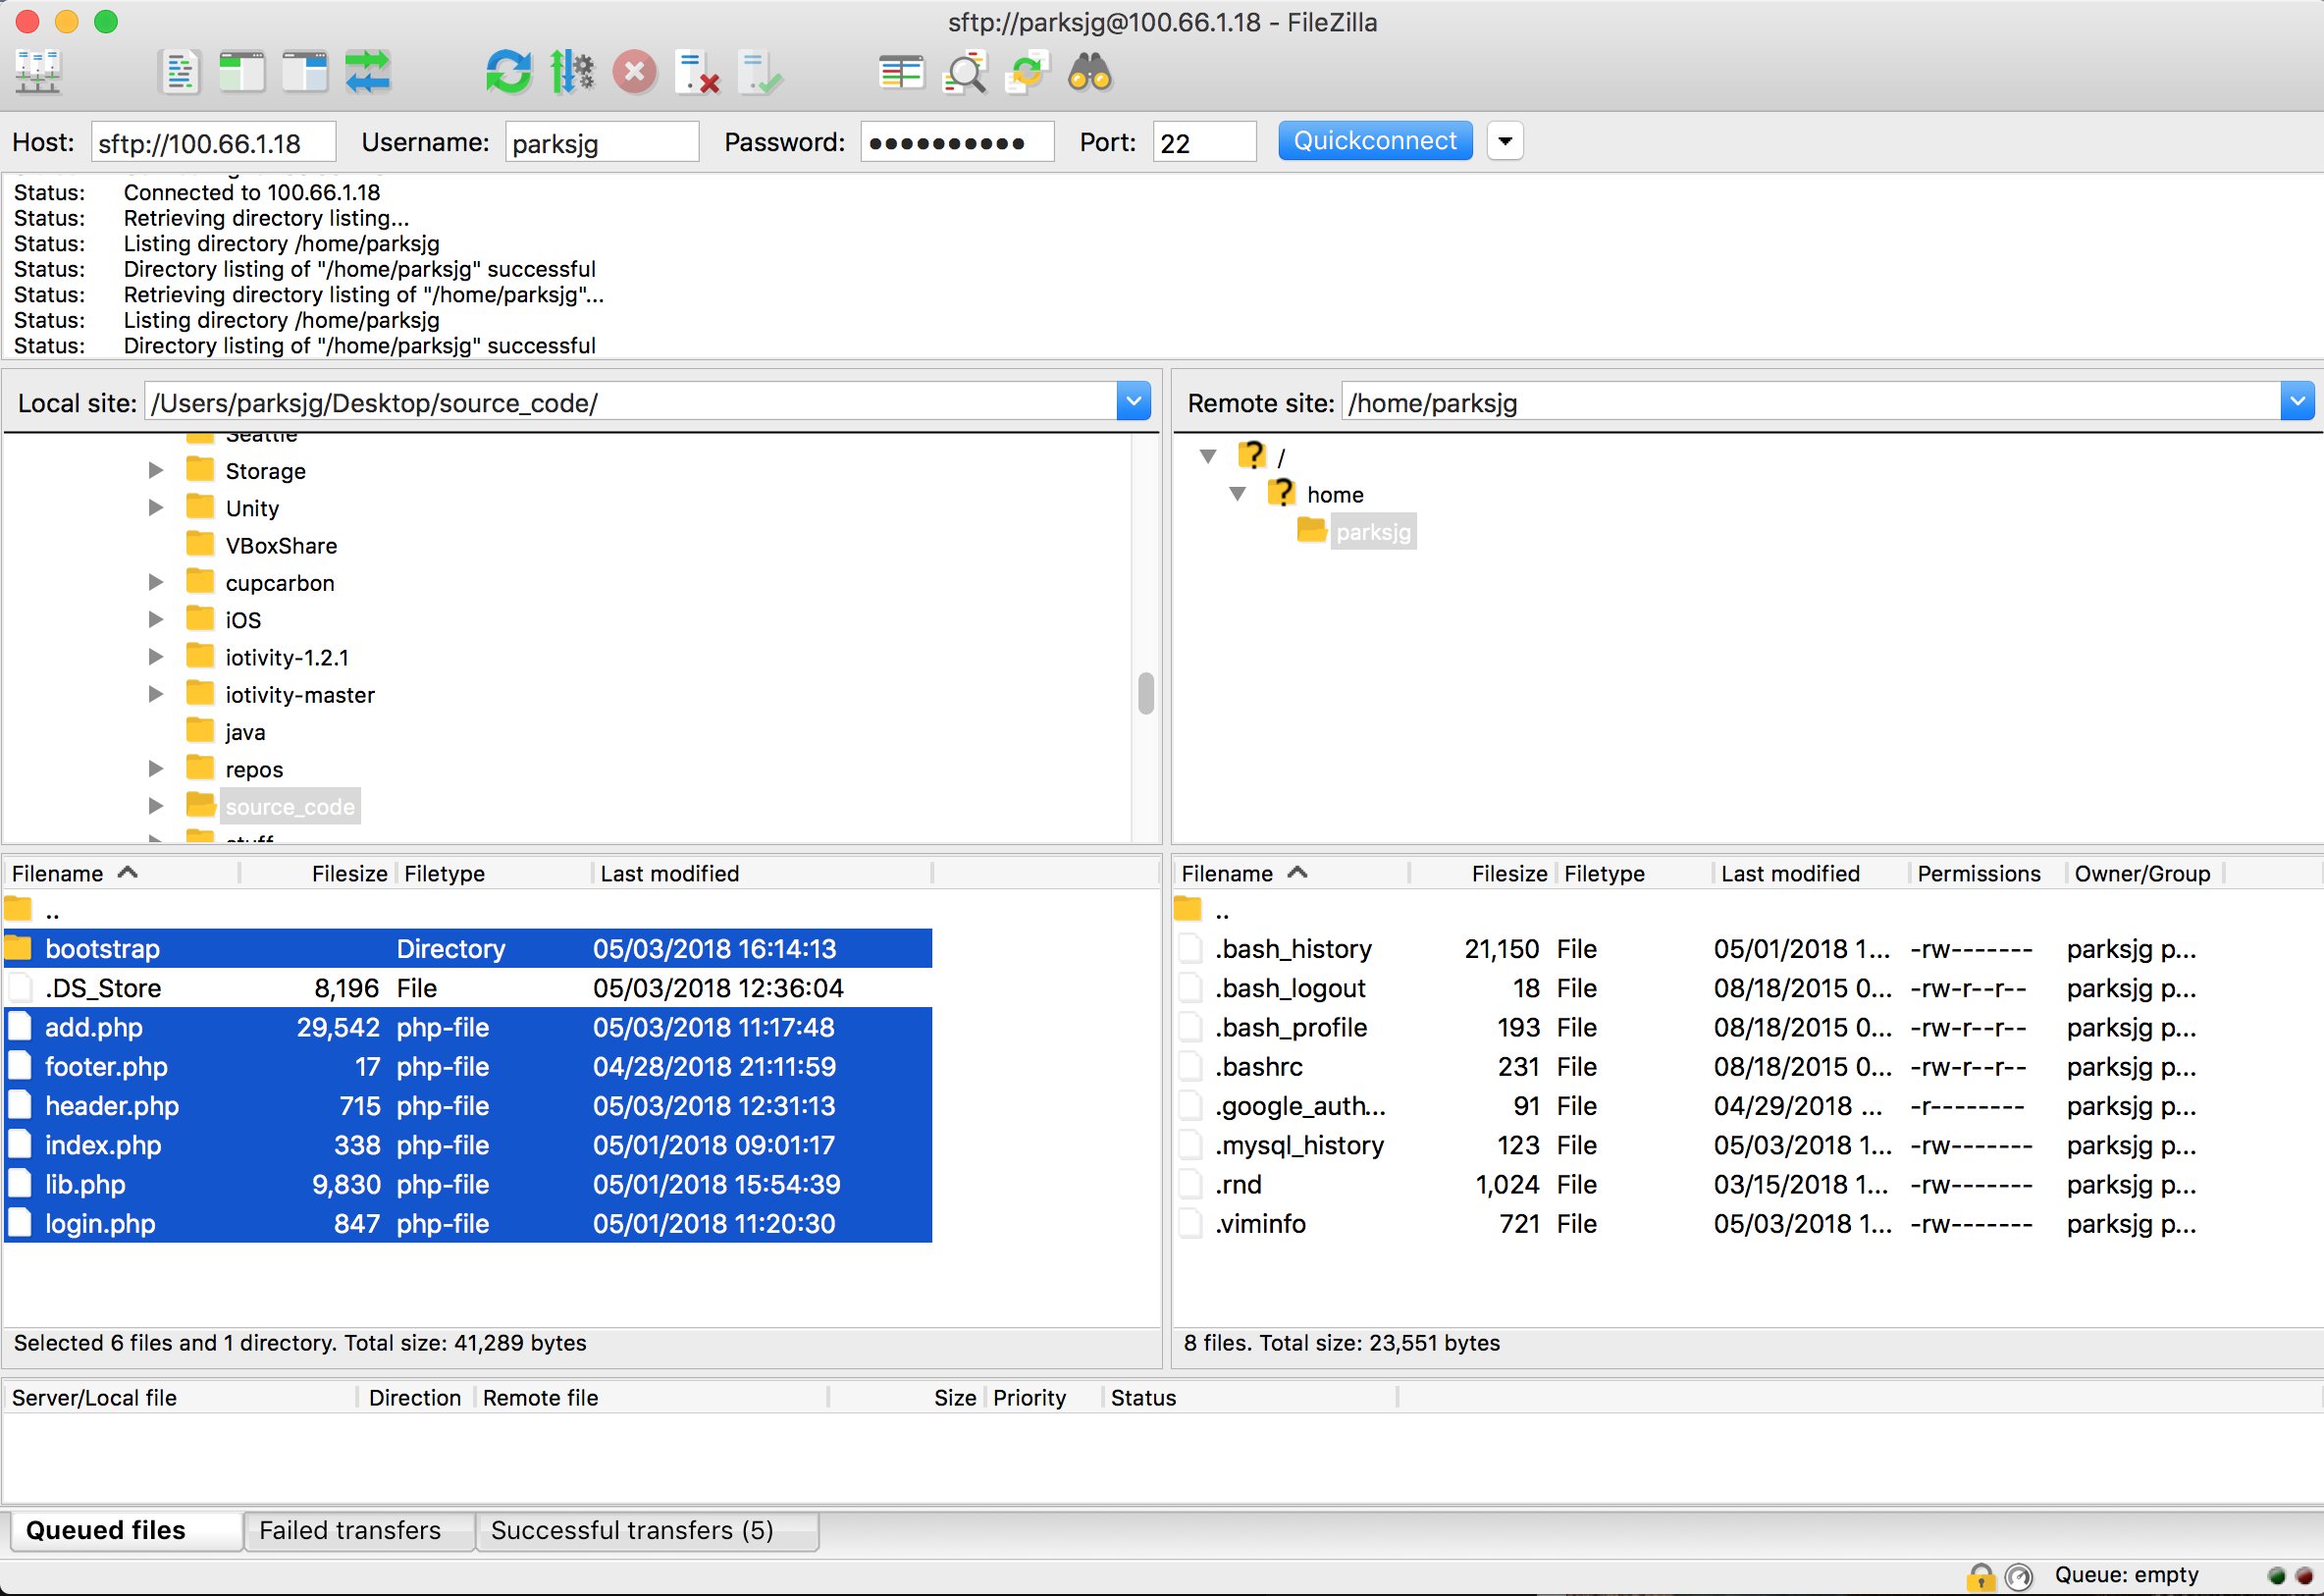 sftp://parksjg@100.66.1.18 - FileZilla
Host: sftp://100.66.1.18 Username: parksjg Password: ●●●●●●●●●● Port: 22 Quickconnect
Status: Connected to 100.66.1.18
Status: Retrieving directory listing...
Status: Listing directory /home/parksjg
Status: Directory listing of "/home/parksjg" successful
Status: Retrieving directory listing of "/home/parksjg"...
Status: Listing directory /home/parksjg
Status: Directory listing of "/home/parksjg" successful
Local site: /Users/parksjg/Desktop/source_code/
Seattle
Storage
Unity
VBoxShare
cupcarbon
iOS
iotivity-1.2.1
iotivity-master
java
repos
source_code
stuff
Remote site: /home/parksjg
/
home
parksjg
Filename Filesize Filetype Last modified
..
bootstrap Directory 05/03/2018 16:14:13
.DS_Store 8,196 File 05/03/2018 12:36:04
add.php 29,542 php-file 05/03/2018 11:17:48
footer.php 17 php-file 04/28/2018 21:11:59
header.php 715 php-file 05/03/2018 12:31:13
index.php 338 php-file 05/01/2018 09:01:17
lib.php 9,830 php-file 05/01/2018 15:54:39
login.php 847 php-file 05/01/2018 11:20:30
Selected 6 files and 1 directory. Total size: 41,289 bytes
Filename Filesize Filetype Last modified Permissions Owner/Group
..
.bash_history 21,150 File 05/01/2018 1... -rw------- parksjg p...
.bash_logout 18 File 08/18/2015 0... -rw-r--r-- parksjg p...
.bash_profile 193 File 08/18/2015 0... -rw-r--r-- parksjg p...
.bashrc 231 File 08/18/2015 0... -rw-r--r-- parksjg p...
.google_auth... 91 File 04/29/2018 ... -r-------- parksjg p...
.mysql_history 123 File 05/03/2018 1... -rw------- parksjg p...
.rnd 1,024 File 03/15/2018 1... -rw------- parksjg p...
.viminfo 721 File 05/03/2018 1... -rw------- parksjg p...
8 files. Total size: 23,551 bytes
Server/Local file Direction Remote file Size Priority Status
Queued files Failed transfers Successful transfers (5)
Queue: empty